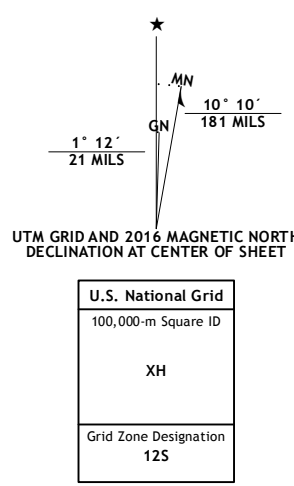 MN
GN
10° 10´
181 MILS
1° 12´
21 MILS
UTM GRID AND 2016 MAGNETIC NORTH
DECLINATION AT CENTER OF SHEET
U.S. National Grid
100,000-m Square ID
XH
Grid Zone Designation
12S